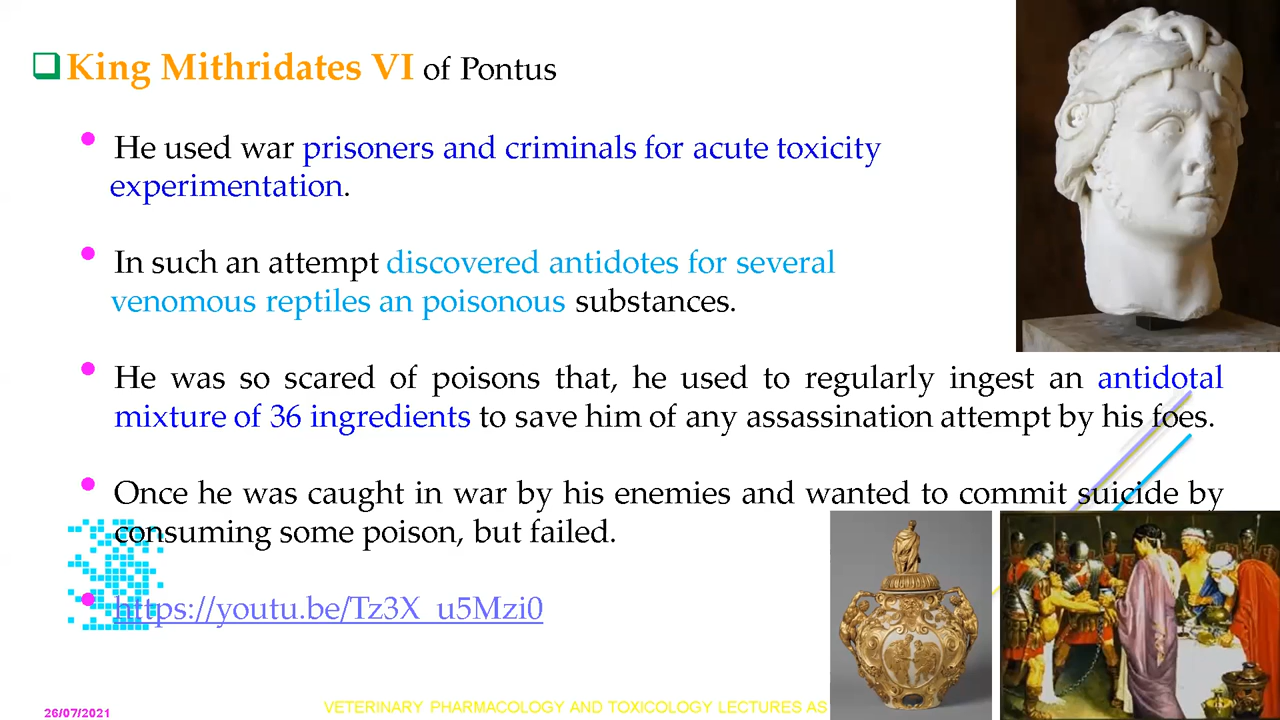 King Mithridates VI of Pontus
He used war prisoners and criminals for acute toxicity
experimentation.
In such an attempt discovered antidotes for several
venomous reptiles an poisonous substances.
He was so scared of poisons that, he used to regularly ingest an antidotal
mixture of 36 ingredients to save him of any assassination attempt by his foes.
Once he was caught in war by his enemies and wanted to commit suicide by
consuming some poison, but failed.
https://youtu.be/Tz3X_u5Mzi0
26/07/2021
VETERINARY PHARMACOLOGY AND TOXICOLOGY LECTURES AS